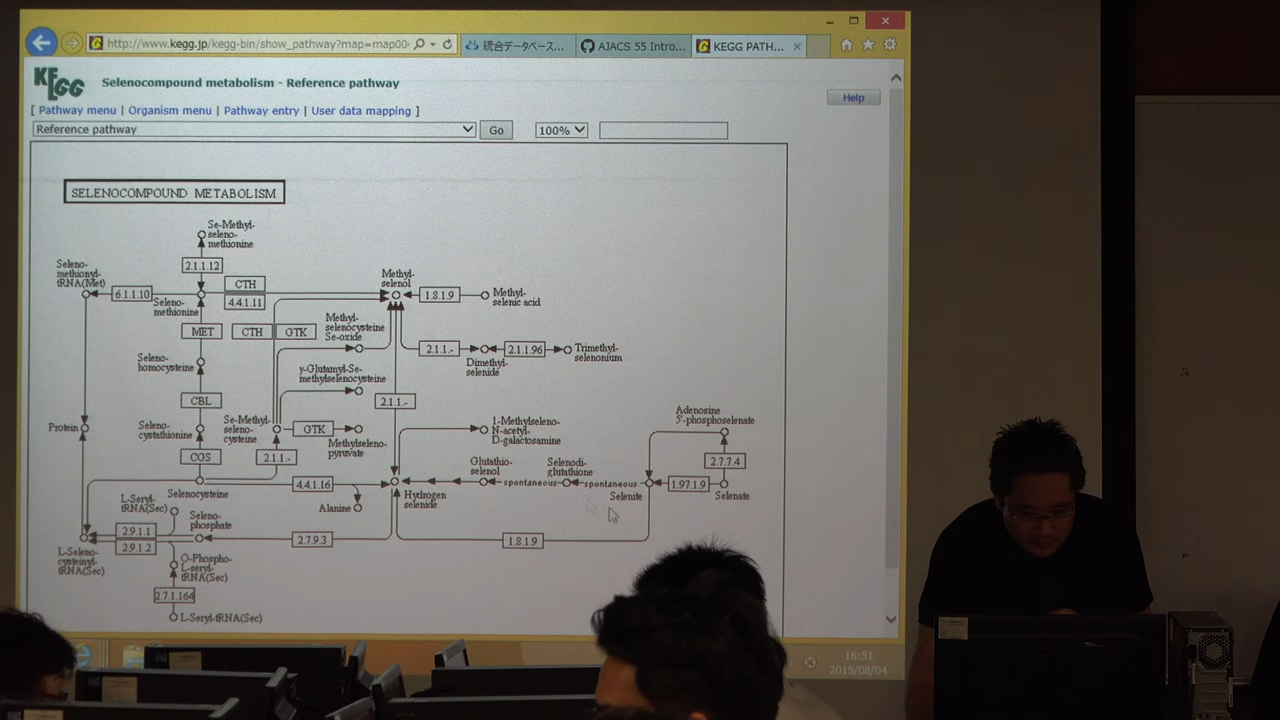 http://www.kegg.jp/kegg-bin/show_pathway?map=map00
統合データベース...
AJACS 55 Intro...
KEGG PATH...
KEGG
Selenocompound metabolism - Reference pathway
Help
[ Pathway menu | Organism menu | Pathway entry | User data mapping ]
Reference pathway
Go
100%
SELENOCOMPOUND METABOLISM
Se-Methyl-
seleno-
methionine
2.1.1.12
Seleno-
methionyl-
tRNA(Met)
6.1.1.10
Seleno-
methionine
CTH
4.4.1.11
Methyl-
selenol
1.8.1.9
Methyl-
selenic acid
MET
CTH
GTK
Methyl-
selenocysteine
Se-oxide
2.1.1.-
Dimethyl-
selenide
2.1.1.96
Trimethyl-
selenonium
Seleno-
homocysteine
γ-Glutamyl-Se-
methylselenocysteine
CBL
2.1.1.-
Protein
Seleno-
cystathionine
Se-Methyl-
seleno-
cysteine
GTK
Methylseleno-
pyruvate
1-Methylseleno-
N-acetyl-
D-galactosamine
Adenosine
5'-phosphoselenate
CGS
2.1.1.-
2.7.7.4
Glutathio-
selenol
Selenodi-
glutathione
spontaneous
spontaneous
1.97.1.9
Selenite
Selenate
Selenocysteine
4.4.1.16
Alanine
Hydrogen
selenide
L-Seryl-
tRNA(Sec)
Seleno-
phosphate
2.9.1.1
2.9.1.2
2.7.9.3
1.8.1.9
L-Seleno-
cysteinyl-
tRNA(Sec)
O-Phospho-
L-seryl-
tRNA(Sec)
2.7.1.164
L-Seryl-tRNA(Sec)
16:51
2015/08/04